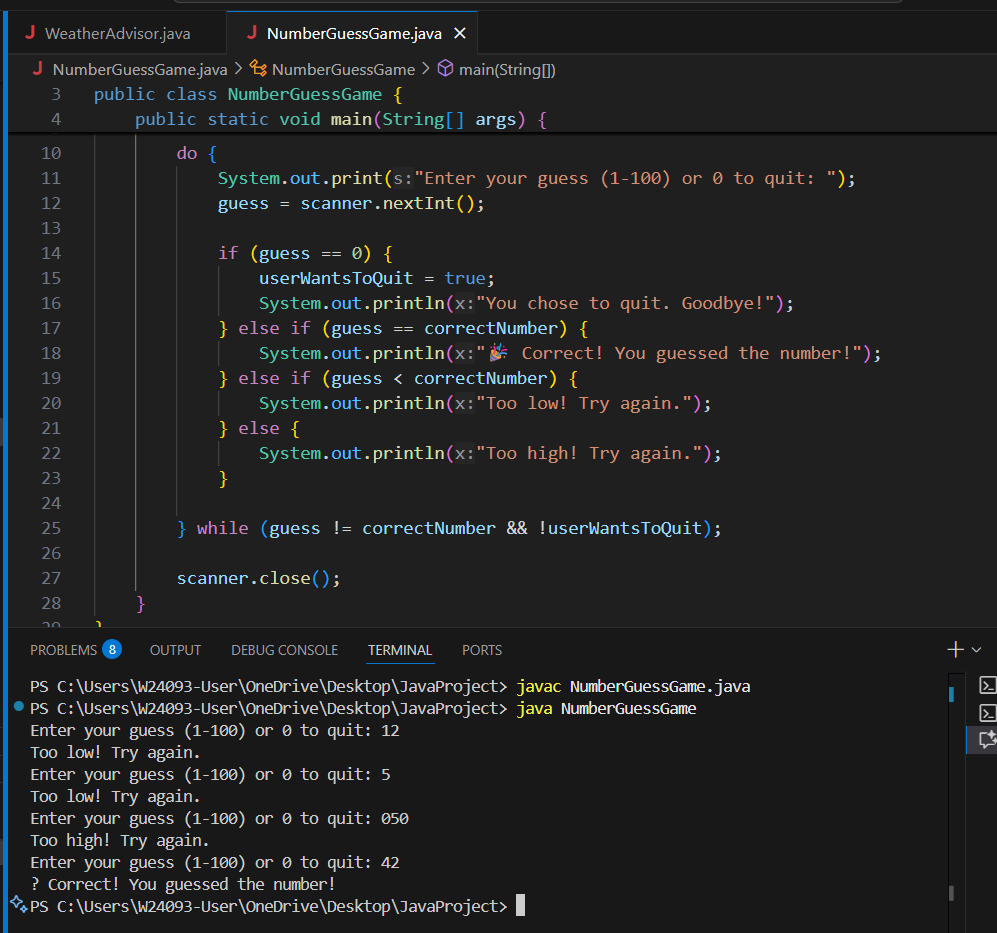 WeatherAdvisor.java NumberGuessGame.java
NumberGuessGame.java > NumberGuessGame > main(String[])
3 public class NumberGuessGame {
4 public static void main(String[] args) {
10 do {
11 System.out.print(s:"Enter your guess (1-100) or 0 to quit: ");
12 guess = scanner.nextInt();
13
14 if (guess == 0) {
15 userWantsToQuit = true;
16 System.out.println(x:"You chose to quit. Goodbye!");
17 } else if (guess == correctNumber) {
18 System.out.println(x:"🎉 Correct! You guessed the number!");
19 } else if (guess < correctNumber) {
20 System.out.println(x:"Too low! Try again.");
21 } else {
22 System.out.println(x:"Too high! Try again.");
23 }
24
25 } while (guess != correctNumber && !userWantsToQuit);
26
27 scanner.close();
28 }
29 }
PROBLEMS 8 OUTPUT DEBUG CONSOLE TERMINAL PORTS
PS C:\Users\W24093-User\OneDrive\Desktop\JavaProject> javac NumberGuessGame.java
PS C:\Users\W24093-User\OneDrive\Desktop\JavaProject> java NumberGuessGame
Enter your guess (1-100) or 0 to quit: 12
Too low! Try again.
Enter your guess (1-100) or 0 to quit: 5
Too low! Try again.
Enter your guess (1-100) or 0 to quit: 050
Too high! Try again.
Enter your guess (1-100) or 0 to quit: 42
? Correct! You guessed the number!
PS C:\Users\W24093-User\OneDrive\Desktop\JavaProject>